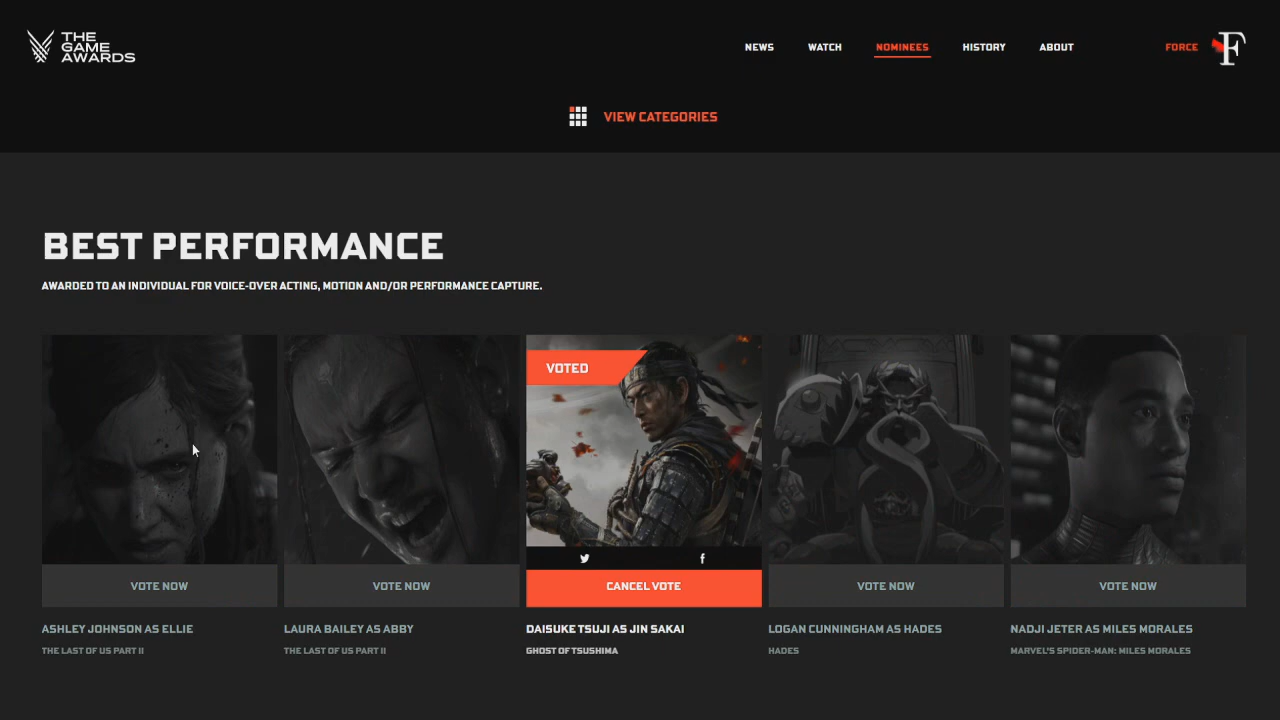 THE
GAME
AWARDS
NEWS WATCH NOMINEES HISTORY ABOUT FORCE F
VIEW CATEGORIES
BEST PERFORMANCE
AWARDED TO AN INDIVIDUAL FOR VOICE-OVER ACTING, MOTION AND/OR PERFORMANCE CAPTURE.
VOTED
VOTE NOW VOTE NOW CANCEL VOTE VOTE NOW VOTE NOW
ASHLEY JOHNSON AS ELLIE LAURA BAILEY AS ABBY DAISUKE TSUJI AS JIN SAKAI LOGAN CUNNINGHAM AS HADES NADJI JETER AS MILES MORALES
THE LAST OF US PART II THE LAST OF US PART II GHOST OF TSUSHIMA HADES MARVEL'S SPIDER-MAN: MILES MORALES